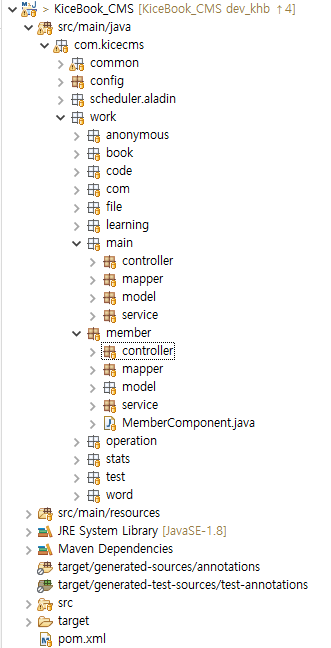 > KiceBook_CMS [KiceBook_CMS dev_khb ↑4]
src/main/java
com.kicecms
common
config
scheduler.aladin
work
anonymous
book
code
com
file
learning
main
controller
mapper
model
service
member
controller
mapper
model
service
MemberComponent.java
operation
stats
test
word
src/main/resources
JRE System Library [JavaSE-1.8]
Maven Dependencies
target/generated-sources/annotations
target/generated-test-sources/test-annotations
src
target
pom.xml